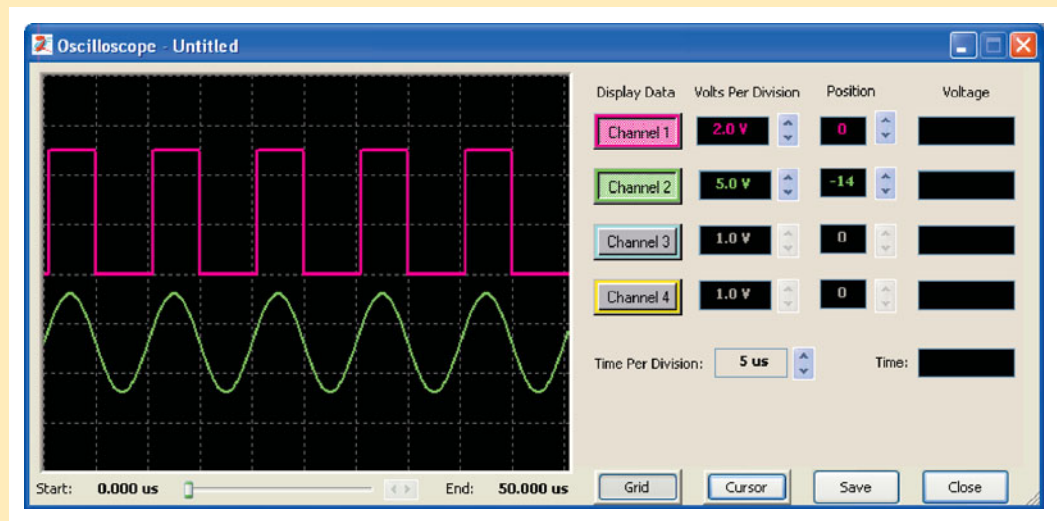 Oscilloscope - Untitled
Display Data Volts Per Division Position Voltage
Channel 1 2.0 V 0
Channel 2 5.0 V -14
Channel 3 1.0 V 0
Channel 4 1.0 V 0
Time Per Division: 5 us Time:
Start: 0.000 us End: 50.000 us Grid Cursor Save Close